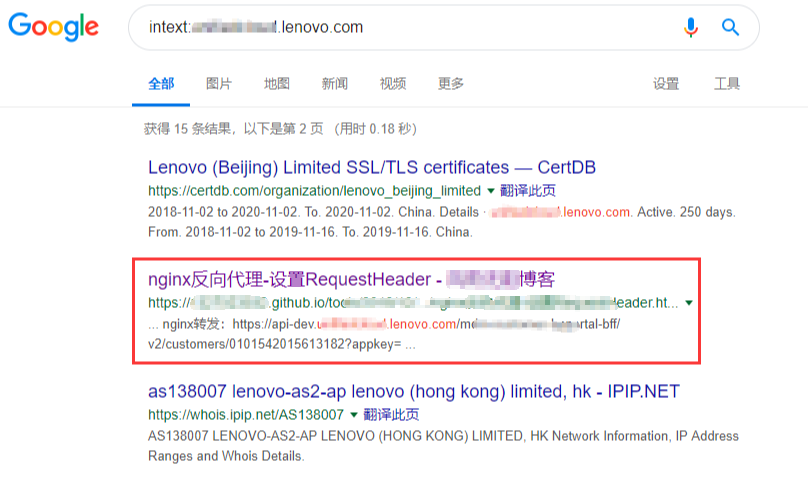 Google
intext: .lenovo.com
全部 图片 地图 新闻 视频 更多 设置 工具
获得 15 条结果，以下是第 2 页 （用时 0.18 秒）
Lenovo (Beijing) Limited SSL/TLS certificates — CertDB
https://certdb.com/organization/lenovo_beijing_limited ▼ 翻译此页
2018-11-02 to 2020-11-02. To. 2020-11-02. China. Details · .lenovo.com. Active. 250 days.
From. 2018-11-02 to 2019-11-16. To. 2019-11-16. China.
nginx反向代理-设置RequestHeader - 博客
https:// .github.io/ eader.ht... ▼
... nginx转发：https://api-dev. .lenovo.com/ rtal-bff/
v2/customers/0101542015613182?appkey= ...
as138007 lenovo-as2-ap lenovo (hong kong) limited, hk - IPIP.NET
https://whois.ipip.net/AS138007 ▼ 翻译此页
AS138007 LENOVO-AS2-AP LENOVO (HONG KONG) LIMITED, HK Network Information, IP Address
Ranges and Whois Details.